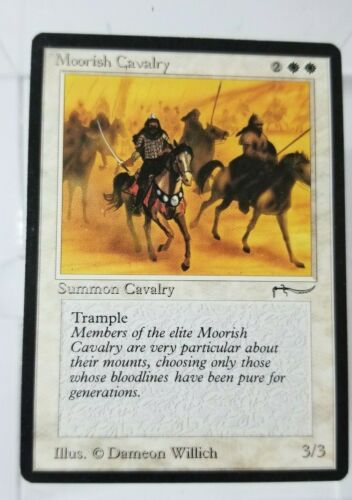 Moorish Cavalry 2
Summon Cavalry
Trample
Members of the elite Moorish
Cavalry are very particular about
their mounts, choosing only those
whose bloodlines have been pure for
generations.
Illus. © Dameon Willich 3/3